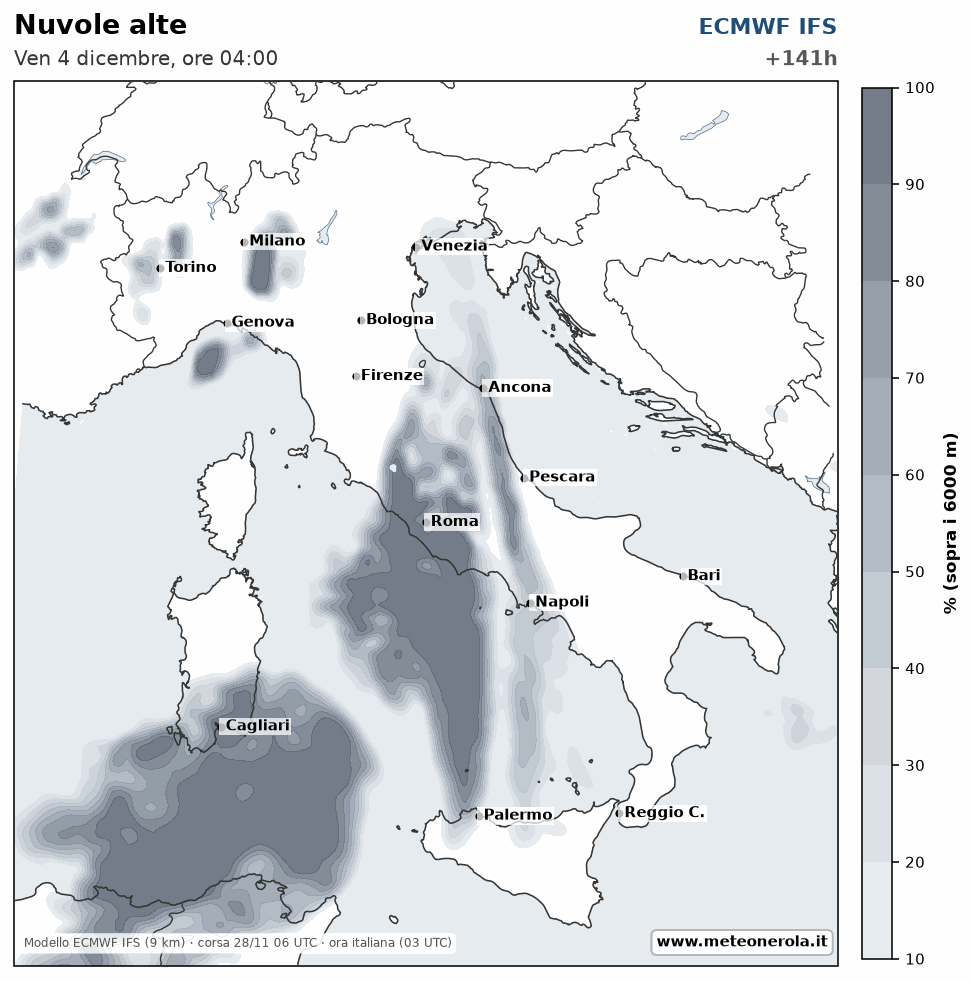 Nuvole alte
ECMWF IFS
Ven 4 dicembre, ore 04:00
+141h
Milano
Venezia
Torino
Genova
Bologna
Firenze
Ancona
Pescara
Roma
Bari
Napoli
Cagliari
Palermo
Reggio C.
Modello ECMWF IFS (9 km) · corsa 28/11 06 UTC · ora italiana (03 UTC)
www.meteonerola.it
100
90
80
70
60
50
40
30
20
10
% (sopra i 6000 m)